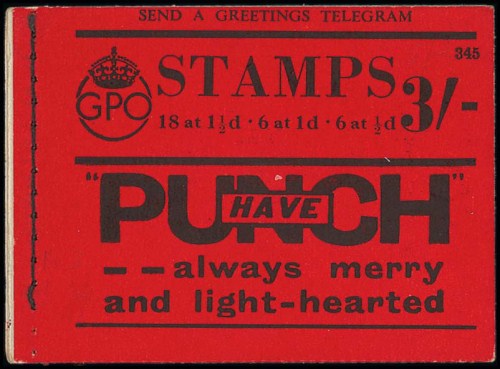 SEND A GREETINGS TELEGRAM
345
GPO
STAMPS 3/-
18 at 1½d · 6 at 1d · 6 at ½d
"PUNCH"
HAVE
– – always merry
and light-hearted